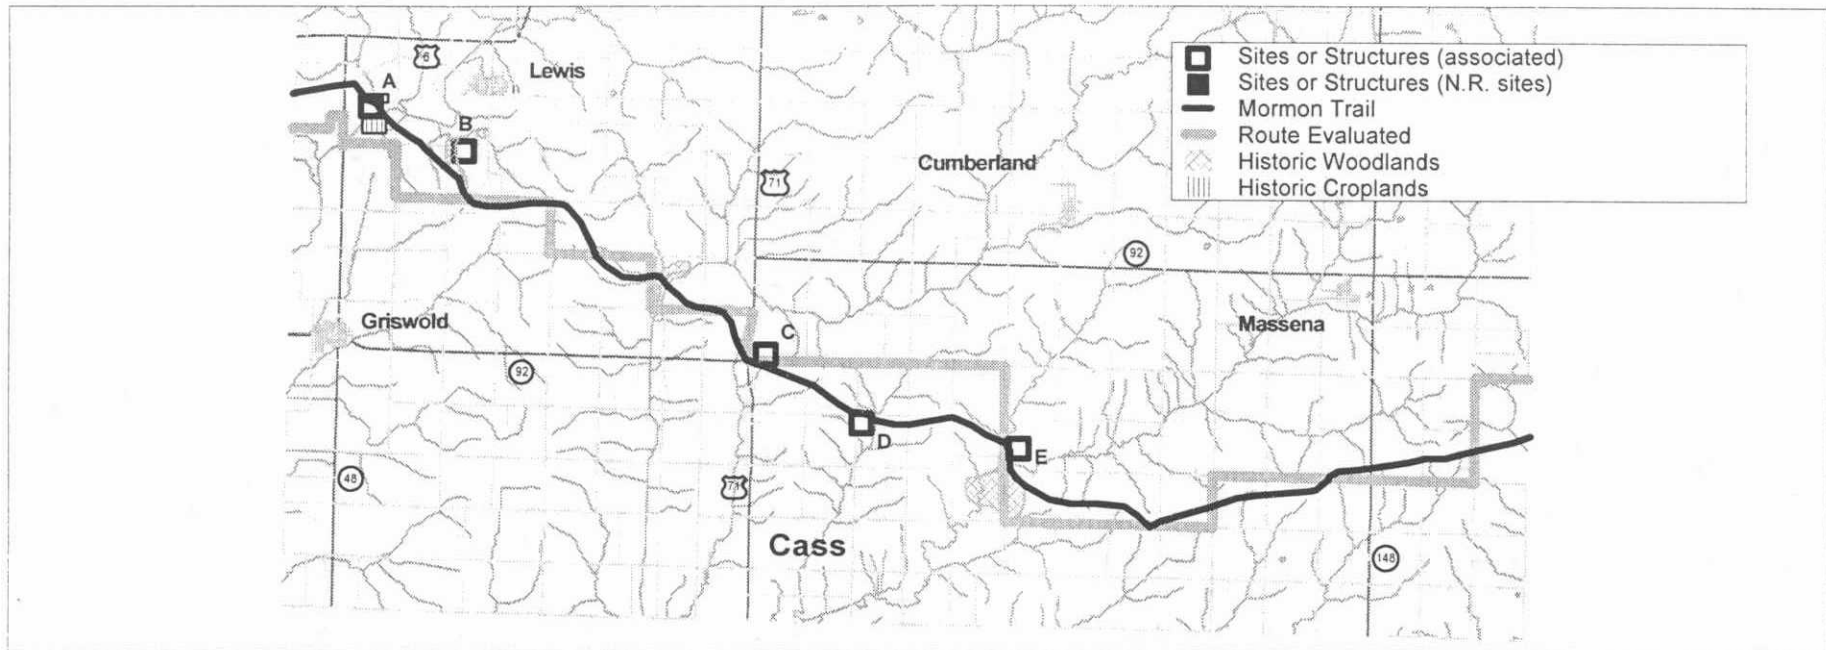 6
Lewis
A
B
Sites or Structures (associated)
Sites or Structures (N.R. sites)
Mormon Trail
Route Evaluated
Historic Woodlands
Historic Croplands
71
Cumberland
92
Griswold
C
Massena
92
D
E
48
71
Cass
148